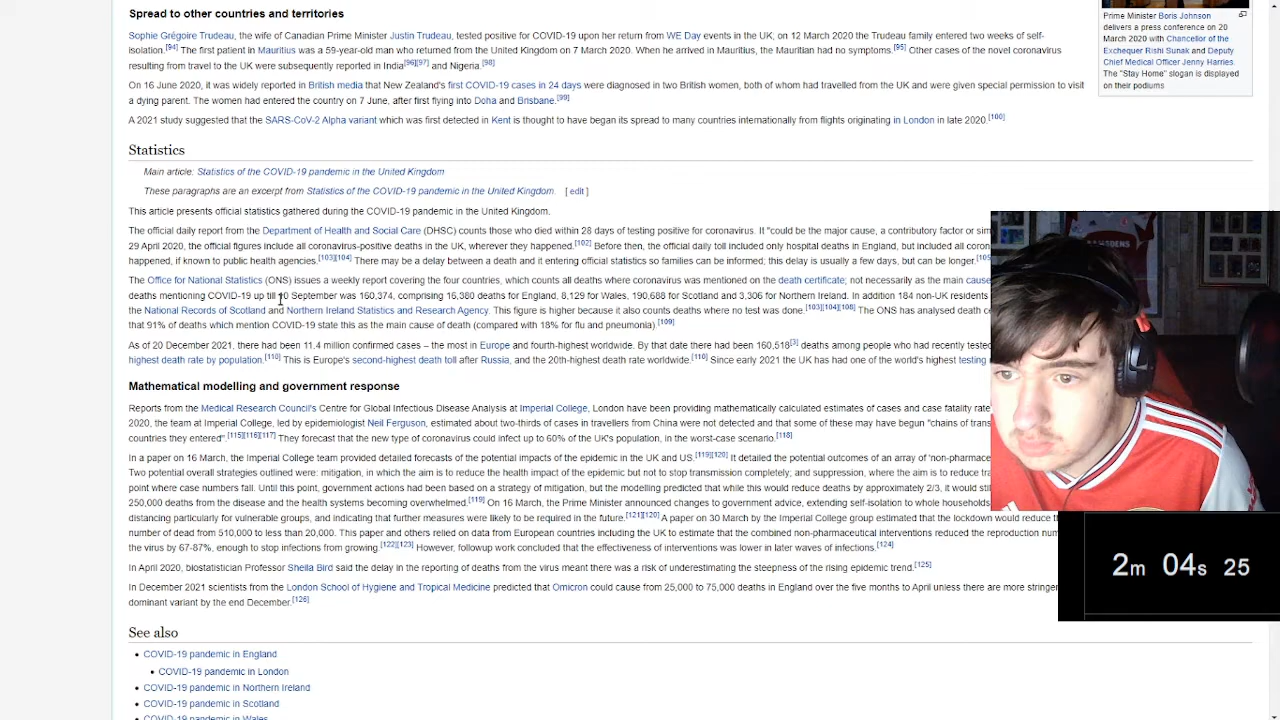 Spread to other countries and territories
Sophie Grégoire Trudeau, the wife of Canadian Prime Minister Justin Trudeau, tested positive for COVID-19 upon her return from WE Day events in the UK; on 12 March 2020 the Trudeau family entered two weeks of self-
isolation.[94] The first patient in Mauritius was a 59-year-old man who returned from the United Kingdom on 7 March 2020. When he arrived in Mauritius, the Mauritian had no symptoms.[95] Other cases of the novel coronavirus
resulting from travel to the UK were subsequently reported in India[96][97] and Nigeria.[98]
On 16 June 2020, it was widely reported in British media that New Zealand's first COVID-19 cases in 24 days were diagnosed in two British women, both of whom had travelled from the UK and were given special permission to visit
a dying parent. The women had entered the country on 7 June, after first flying into Doha and Brisbane.[99]
A 2021 study suggested that the SARS-CoV-2 Alpha variant which was first detected in Kent is thought to have began its spread to many countries internationally from flights originating in London in late 2020.[100]
Prime Minister Boris Johnson
delivers a press conference on 20
March 2020 with Chancellor of the
Exchequer Rishi Sunak and Deputy
Chief Medical Officer Jenny Harries.
The "Stay Home" slogan is displayed
on their podiums
Statistics
Main article: Statistics of the COVID-19 pandemic in the United Kingdom
These paragraphs are an excerpt from Statistics of the COVID-19 pandemic in the United Kingdom. [ edit ]
This article presents official statistics gathered during the COVID-19 pandemic in the United Kingdom.
The official daily report from the Department of Health and Social Care (DHSC) counts those who died within 28 days of testing positive for coronavirus. It "could be the major cause, a contributory factor or
29 April 2020, the official figures include all coronavirus-positive deaths in the UK, wherever they happened.[102] Before then, the official daily toll included only hospital deaths in England, but included all
happened, if known to public health agencies.[103][104] There may be a delay between a death and it entering official statistics so families can be informed; this delay is usually a few days, but can be longer.
The Office for National Statistics (ONS) issues a weekly report covering the four countries, which counts all deaths where coronavirus was mentioned on the death certificate; not necessarily as the main
deaths mentioning COVID-19 up till 10 September was 160,374, comprising 16,380 deaths for England, 8,129 for Wales, 190,688 for Scotland and 3,306 for Northern Ireland. In addition 184 non-UK residents
the National Records of Scotland and Northern Ireland Statistics and Research Agency. This figure is higher because it also counts deaths where no test was done.[103][104][108] The ONS has analysed death
that 91% of deaths which mention COVID-19 state this as the main cause of death (compared with 18% for flu and pneumonia).[109]
As of 20 December 2021, there had been 11.4 million confirmed cases – the most in Europe and fourth-highest worldwide. By that date there had been 160,518[3] deaths among people who had recently tested
highest death rate by population.[110] This is Europe's second-highest death toll after Russia, and the 20th-highest death rate worldwide.[110] Since early 2021 the UK has had one of the world's highest testing
Mathematical modelling and government response
Reports from the Medical Research Council's Centre for Global Infectious Disease Analysis at Imperial College, London have been providing mathematically calculated estimates of cases and case fatality
2020, the team at Imperial College, led by epidemiologist Neil Ferguson, estimated about two-thirds of cases in travellers from China were not detected and that some of these may have begun "chains of
countries they entered".[115][116][117] They forecast that the new type of coronavirus could infect up to 60% of the UK's population, in the worst-case scenario.[118]
In a paper on 16 March, the Imperial College team provided detailed forecasts of the potential impacts of the epidemic in the UK and US.[119][120] It detailed the potential outcomes of an array of 'non-pharmace
Two potential overall strategies outlined were: mitigation, in which the aim is to reduce the health impact of the epidemic but not to stop transmission completely; and suppression, where the aim is to reduce
point where case numbers fall. Until this point, government actions had been based on a strategy of mitigation, but the modelling predicted that while this would reduce deaths by approximately 2/3, it would
250,000 deaths from the disease and the health systems becoming overwhelmed.[119] On 16 March, the Prime Minister announced changes to government advice, extending self-isolation to whole households
distancing particularly for vulnerable groups, and indicating that further measures were likely to be required in the future.[121][120] A paper on 30 March by the Imperial College group estimated that the lockdown would reduce
number of dead from 510,000 to less than 20,000. This paper and others relied on data from European countries including the UK to estimate that the combined non-pharmaceutical interventions reduced the reproduction
the virus by 67-87%, enough to stop infections from growing.[122][123] However, followup work concluded that the effectiveness of interventions was lower in later waves of infections.[124]
In April 2020, biostatistician Professor Sheila Bird said the delay in the reporting of deaths from the virus meant there was a risk of underestimating the steepness of the rising epidemic trend.[125]
In December 2021 scientists from the London School of Hygiene and Tropical Medicine predicted that Omicron could cause from 25,000 to 75,000 deaths in England over the five months to April unless there are more
dominant variant by the end December.[126]
2m 04s 25
See also
COVID-19 pandemic in England
COVID-19 pandemic in London
COVID-19 pandemic in Northern Ireland
COVID-19 pandemic in Scotland
COVID-19 pandemic in Wales